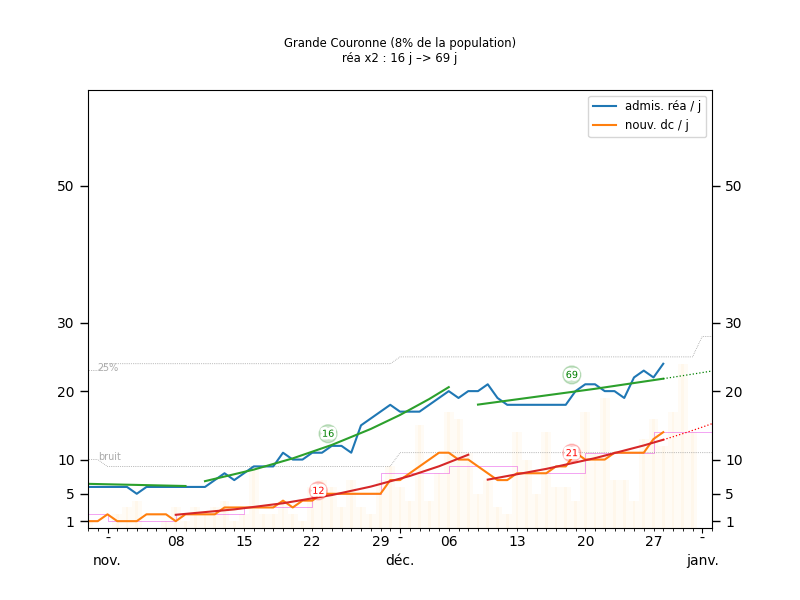 Grande Couronne (8% de la population)
réa x2 : 16 j –> 69 j
admis. réa / j
nouv. dc / j
50 50
30 30
25%
69
20 20
16
21
bruit
10 10
12
5 5
1 1
- 08 15 22 29 - 06 13 20 27 -
nov. déc. janv.